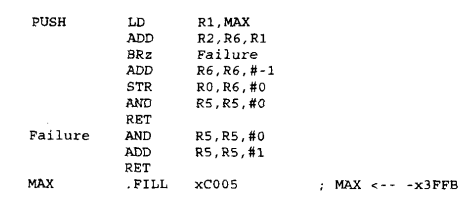 PUSH LD R1,MAX
ADD R2,R6,R1
BRz Failure
ADD R6,R6,#-1
STR R0,R6,#0
AND R5,R5,#0
RET
Failure AND R5,R5,#0
ADD R5,R5,#1
RET
MAX .FILL xC005 ; MAX <-- -x3FFB